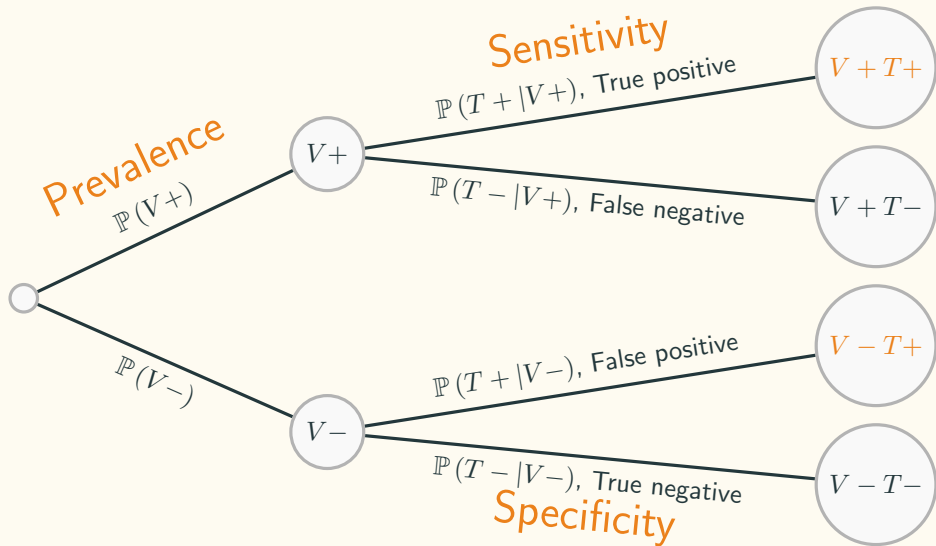 Sensitivity
ℙ (T + |V+), True positive
V + T+
Prevalence
ℙ (V+)
V+
ℙ (T − |V+), False negative
V + T−
ℙ (V−)
V−
ℙ (T + |V−), False positive
V − T+
ℙ (T − |V−), True negative
Specificity
V − T−